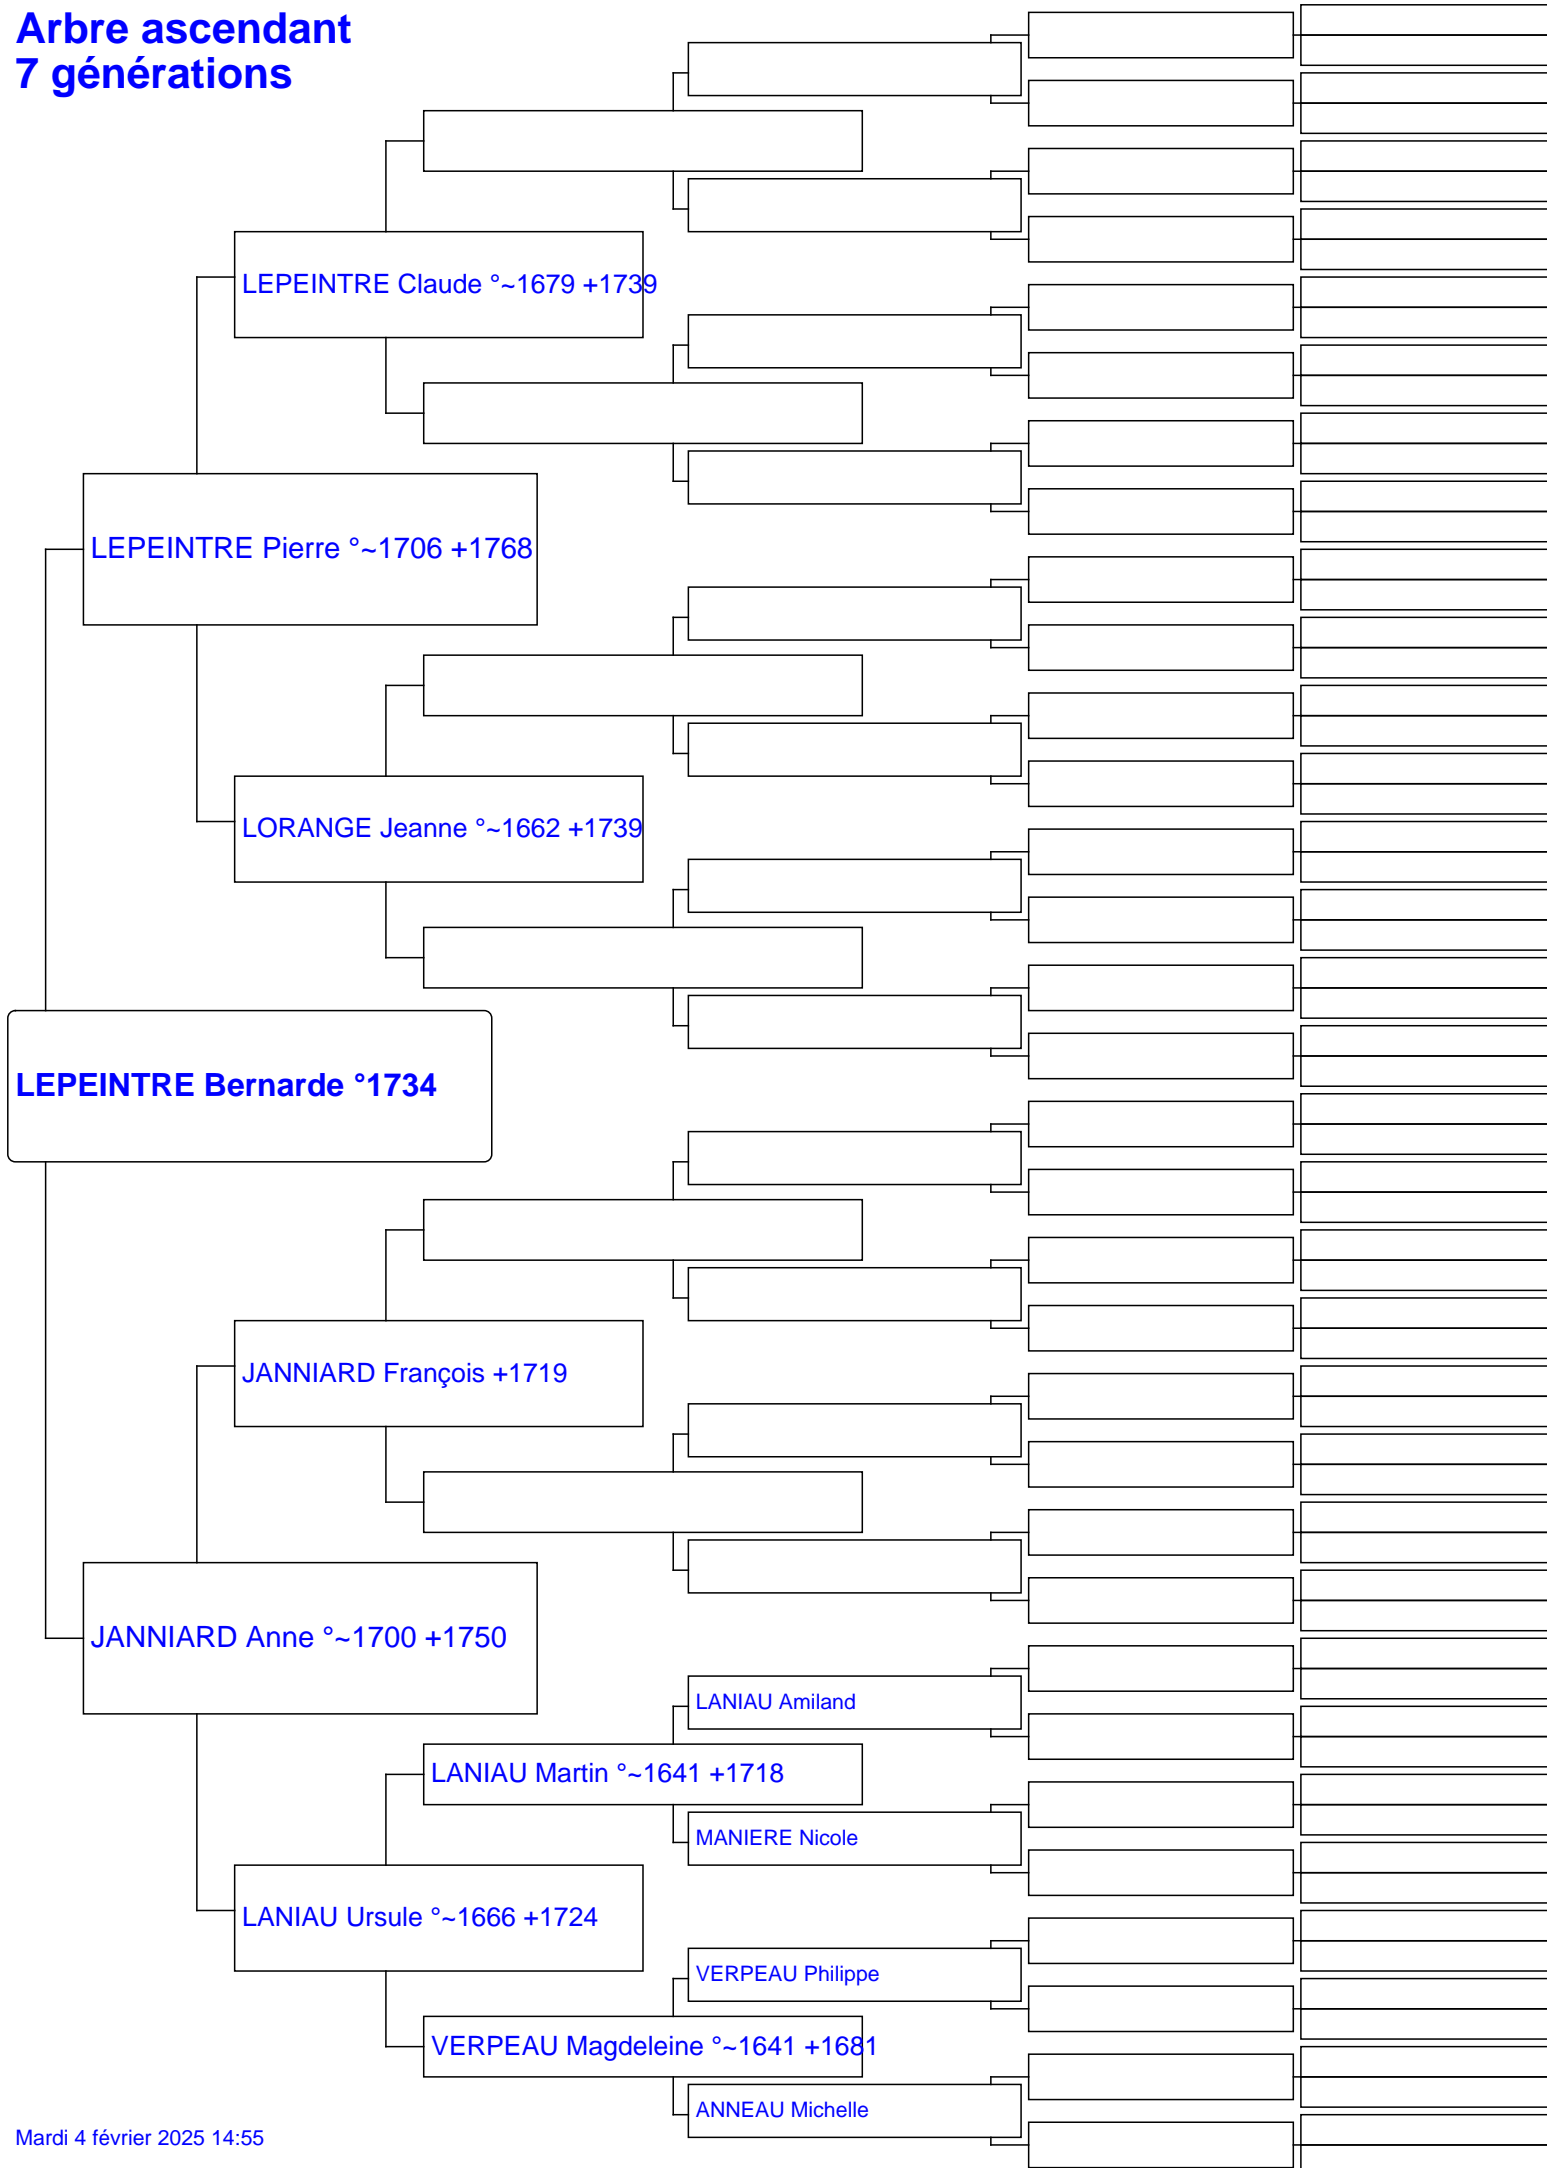 Arbre ascendant
7 générations
LEPEINTRE Claude °~1679 +1739
LEPEINTRE Pierre °~1706 +1768
LORANGE Jeanne °~1662 +1739
LEPEINTRE Bernarde °1734
JANNIARD François +1719
JANNIARD Anne °~1700 +1750
LANIAU Amiland
LANIAU Martin °~1641 +1718
MANIERE Nicole
LANIAU Ursule °~1666 +1724
VERPEAU Philippe
VERPEAU Magdeleine °~1641 +1681
ANNEAU Michelle
Mardi 4 février 2025 14:55